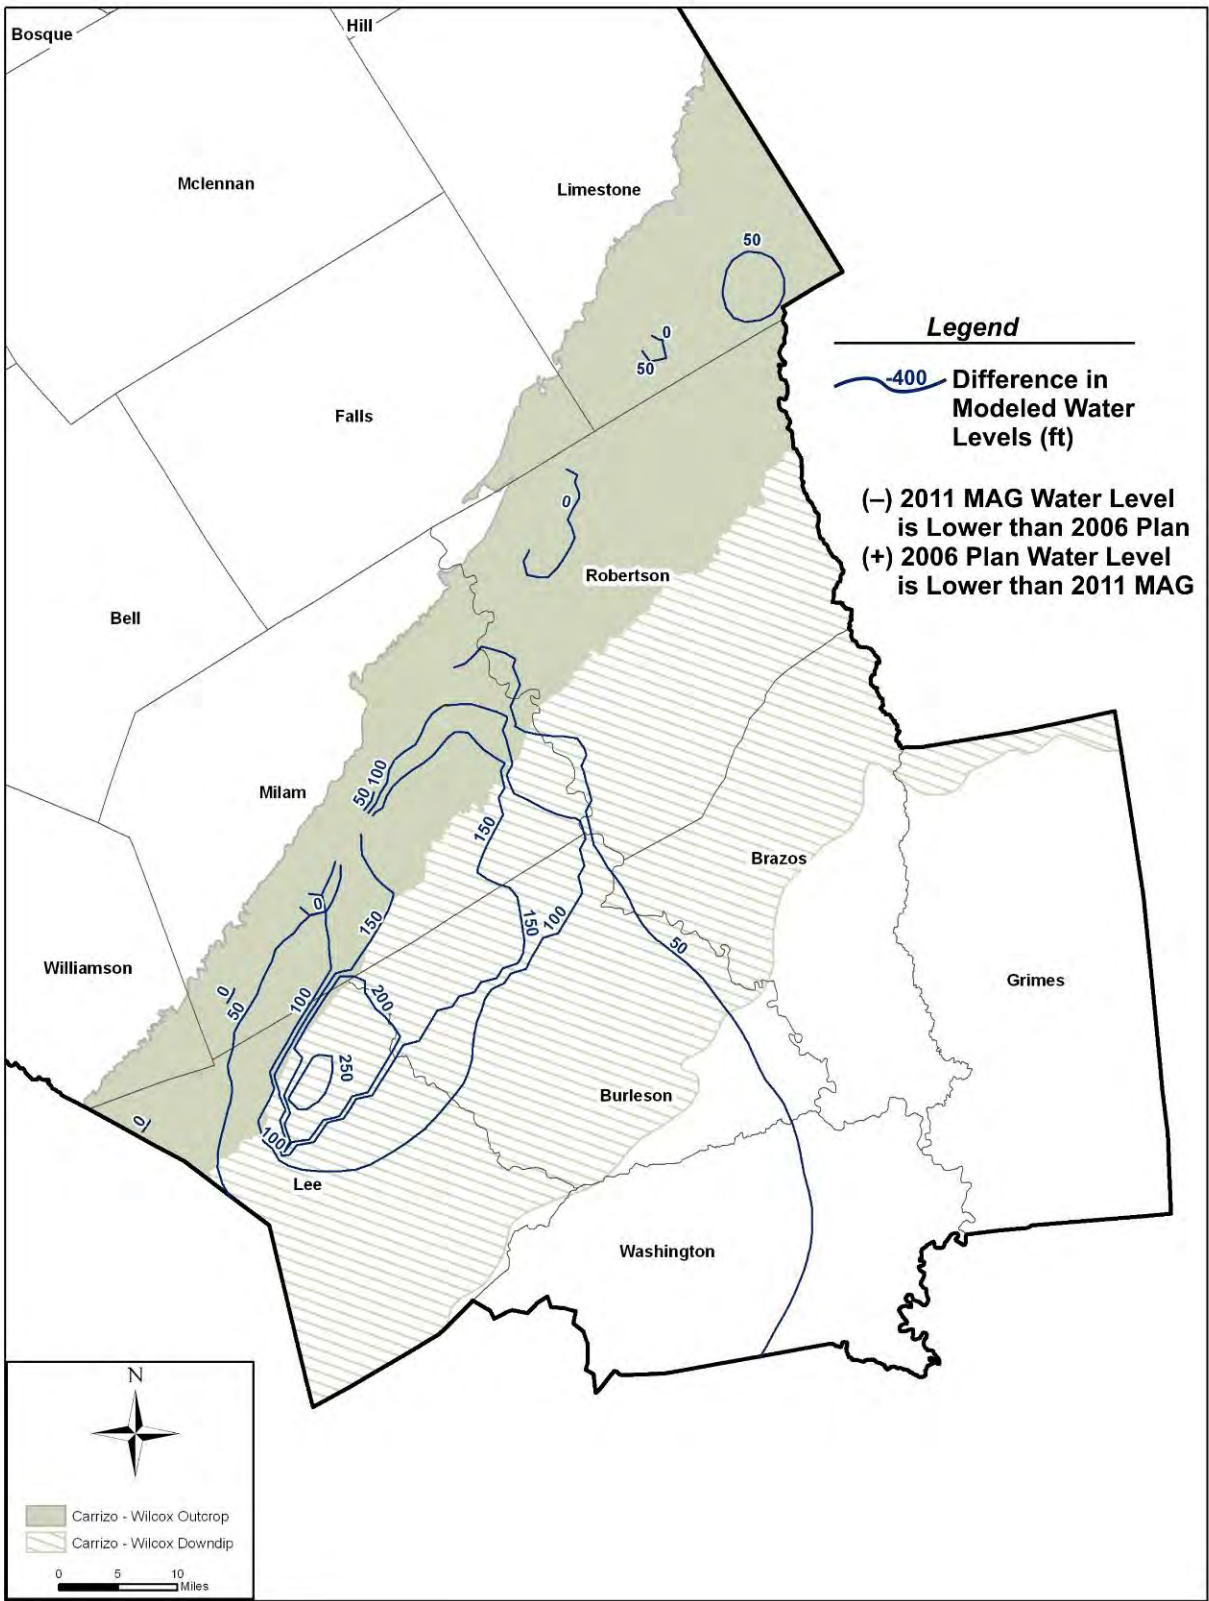 Bosque
Hill
Mclennan
Limestone
50
0
50
Legend
-400
Difference in
Modeled Water
Levels (ft)
(–) 2011 MAG Water Level
is Lower than 2006 Plan
(+) 2006 Plan Water Level
is Lower than 2011 MAG
Falls
0
Robertson
Bell
Milam
50
100
150
Brazos
0
150
150
100
50
Williamson
Grimes
0
50
100
200
250
Burleson
0
100
Lee
Washington
N
Carrizo - Wilcox Outcrop
Carrizo - Wilcox Downdip
0 5 10
Miles